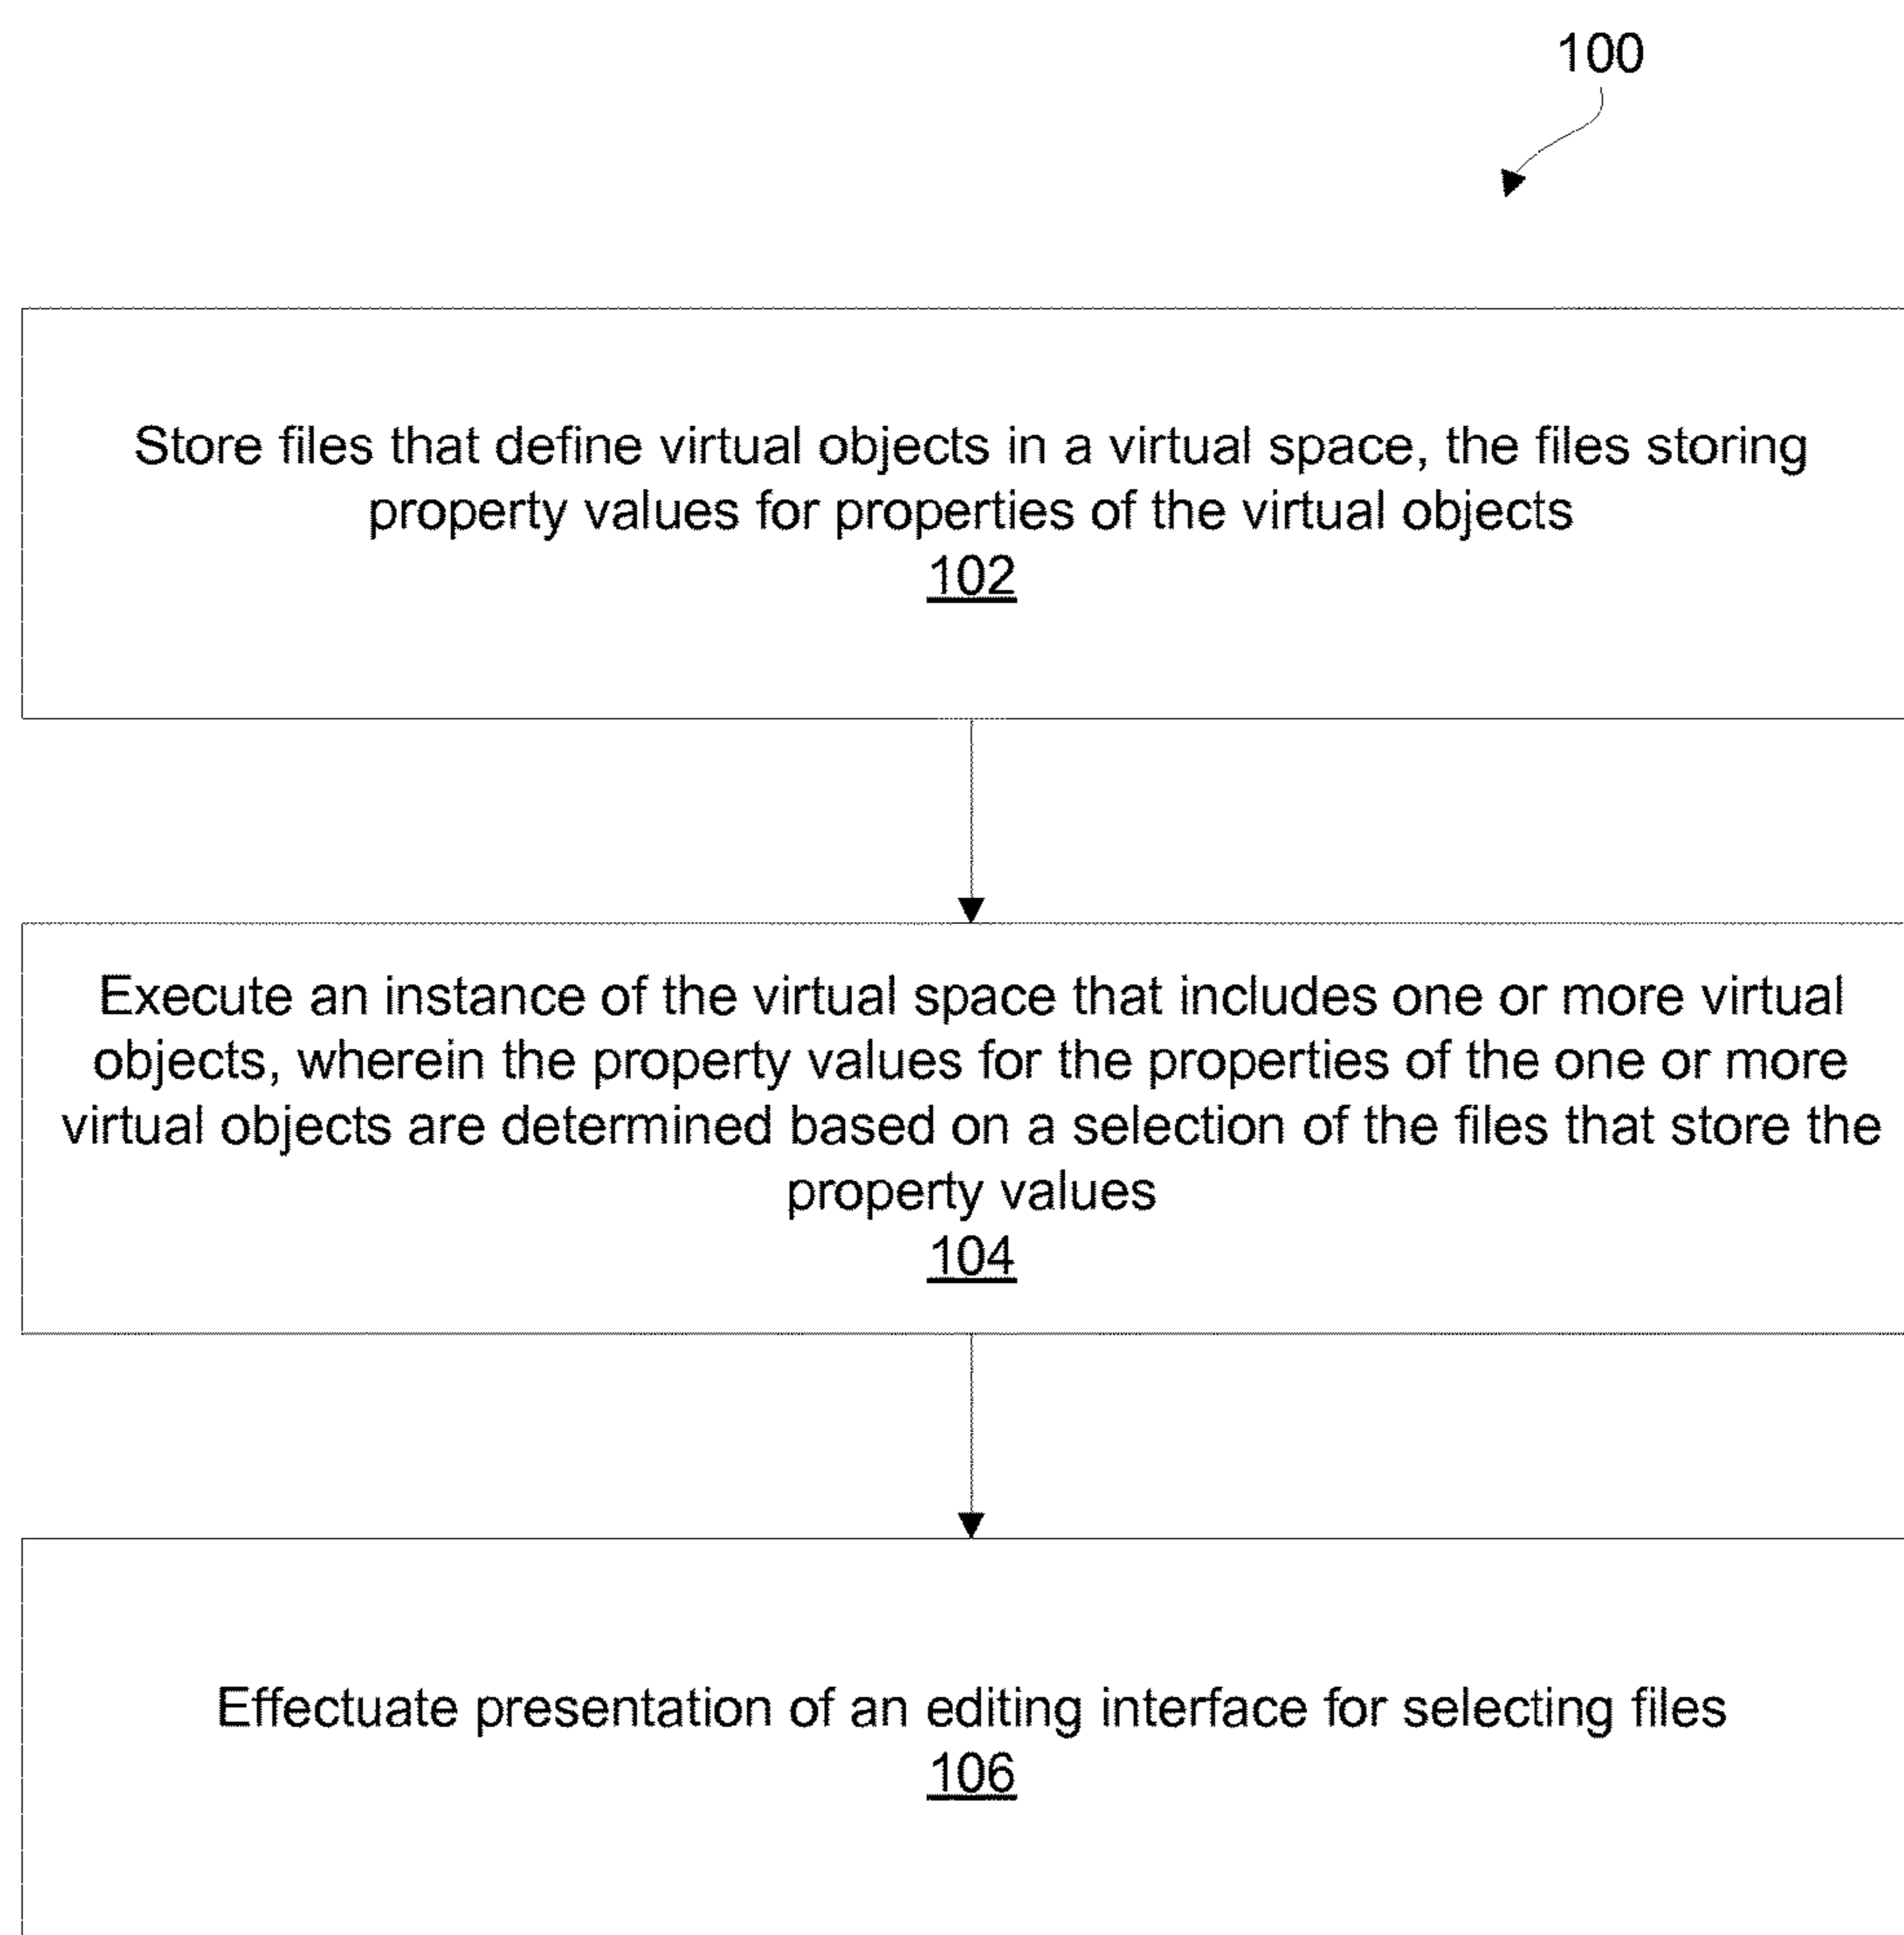 100
Store files that define virtual objects in a virtual space, the files storing
property values for properties of the virtual objects
102
Execute an instance of the virtual space that includes one or more virtual
objects, wherein the property values for the properties of the one or more
virtual objects are determined based on a selection of the files that store the
property values
104
Effectuate presentation of an editing interface for selecting files
106